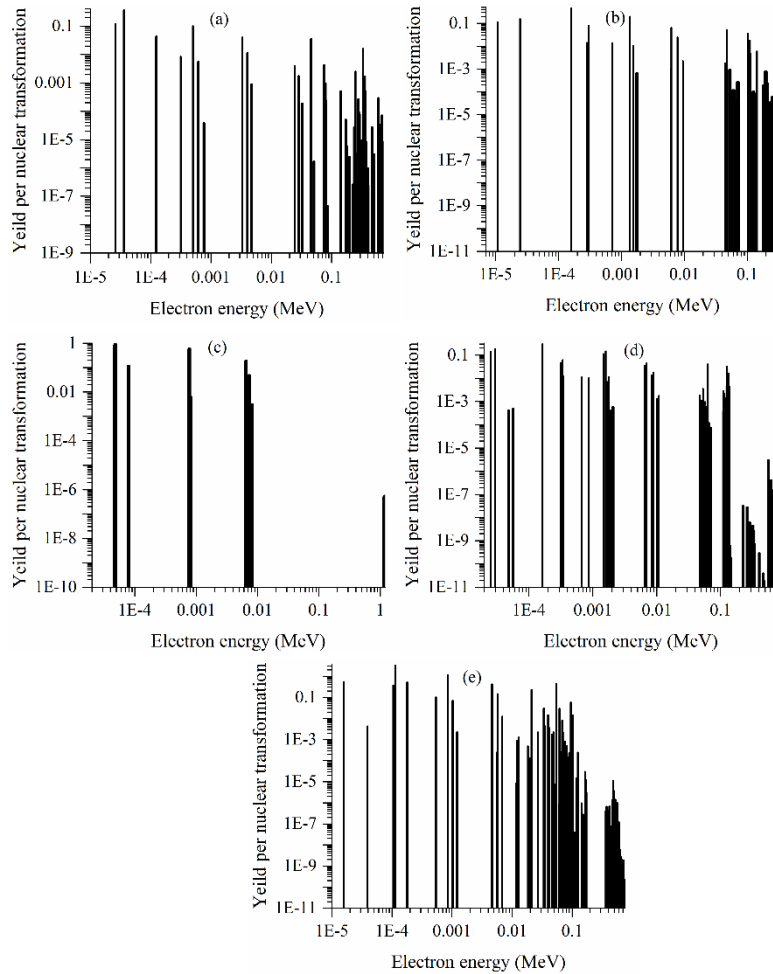 (a)
Yeild per nuclear transformation
0.1
0.001
1E-5
1E-7
1E-9
1E-5 1E-4 0.001 0.01 0.1
Electron energy (MeV)
(b)
Yeild per nuclear transformation
0.1
1E-3
1E-5
1E-7
1E-9
1E-11
1E-5 1E-4 0.001 0.01 0.1
Electron energy (MeV)
(c)
Yeild per nuclear transformation
1
0.01
1E-4
1E-6
1E-8
1E-10
1E-4 0.001 0.01 0.1 1
Electron energy (MeV)
(d)
Yeild per nuclear transformation
0.1
1E-3
1E-5
1E-7
1E-9
1E-11
1E-4 0.001 0.01 0.1
Electron energy (MeV)
(e)
Yeild per nuclear transformation
0.1
1E-3
1E-5
1E-7
1E-9
1E-11
1E-5 1E-4 0.001 0.01 0.1
Electron energy (MeV)